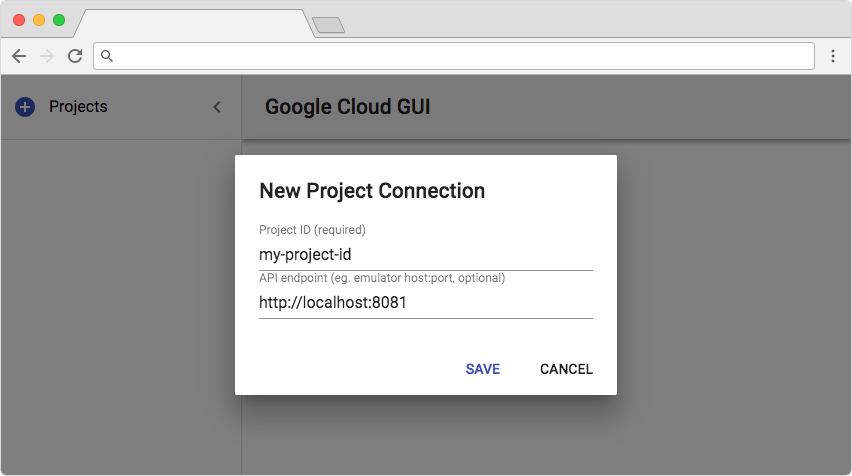 Projects
Google Cloud GUI
New Project Connection
Project ID (required)
my-project-id
API endpoint (eg. emulator host:port, optional)
http://localhost:8081
SAVE CANCEL